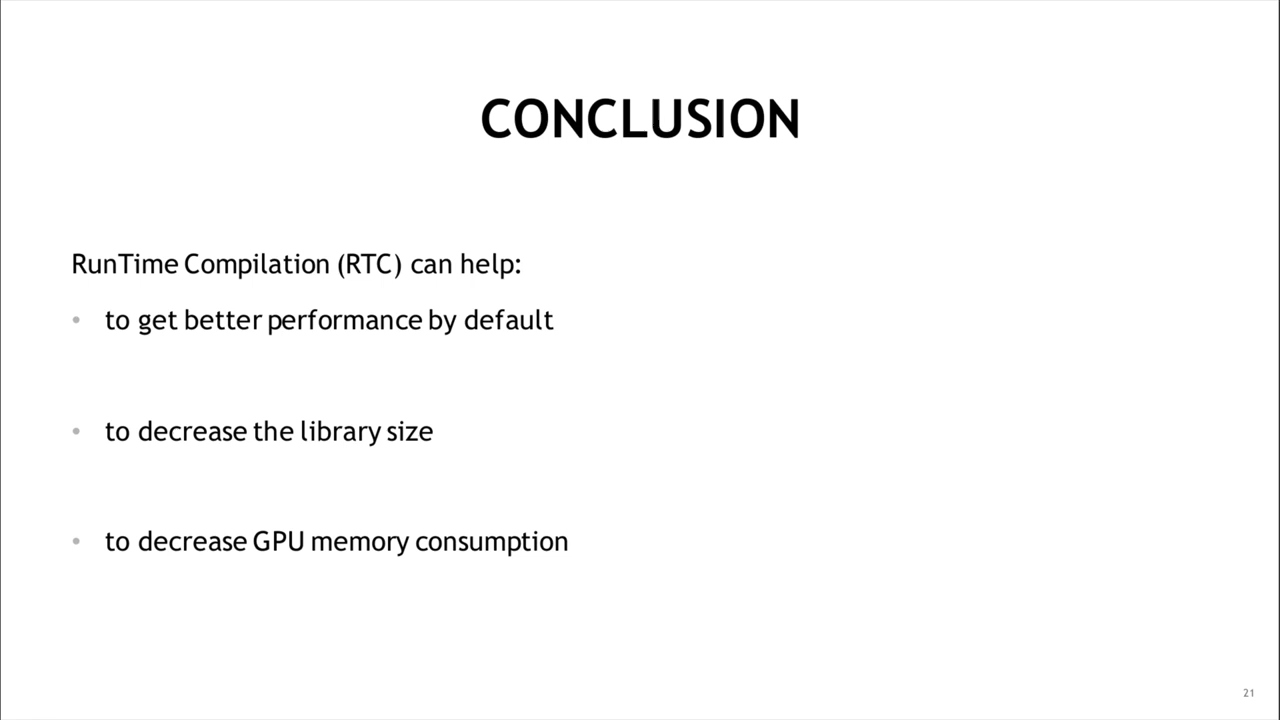 CONCLUSION
RunTime Compilation (RTC) can help:
• to get better performance by default
• to decrease the library size
• to decrease GPU memory consumption
21